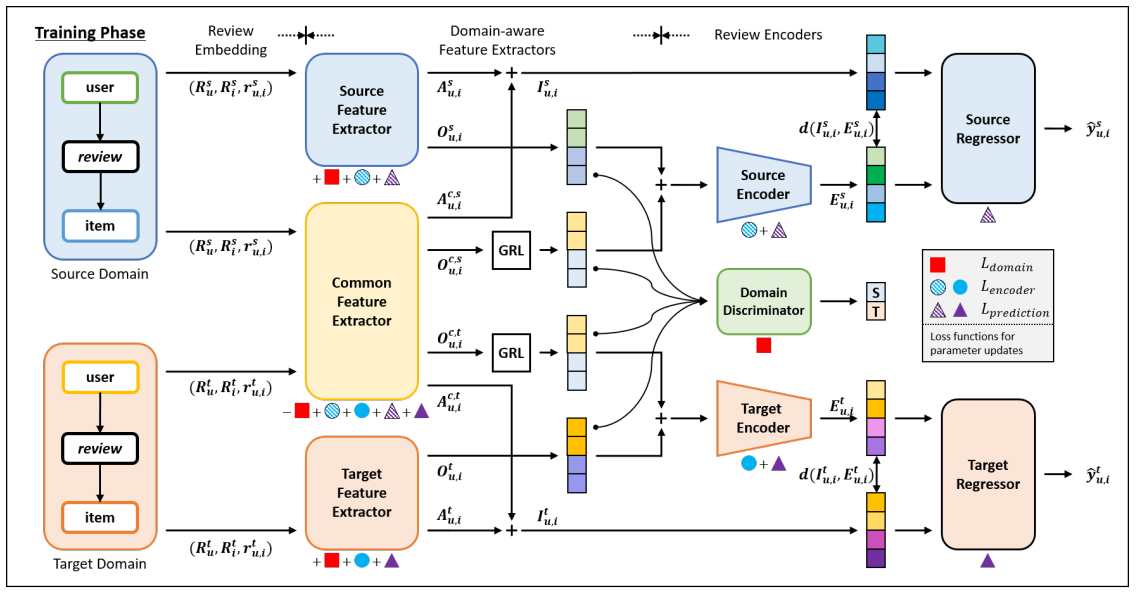 Training Phase
Review
Embedding
Domain-aware
Feature Extractors
Review Encoders
user
review
item
Source Domain
user
review
item
Target Domain
(R_u^s, R_i^s, r_{u,i}^s)
(R_u^s, R_i^s, r_{u,i}^s)
(R_u^t, R_i^t, r_{u,i}^t)
(R_u^t, R_i^t, r_{u,i}^t)
Source
Feature
Extractor
+ + +
Common
Feature
Extractor
− + + + +
Target
Feature
Extractor
+ + +
A_{u,i}^s
O_{u,i}^s
A_{u,i}^{c,s}
O_{u,i}^{c,s}
O_{u,i}^{c,t}
A_{u,i}^{c,t}
O_{u,i}^t
A_{u,i}^t
+
I_{u,i}^s
GRL
GRL
+
I_{u,i}^t
+
+
Source
Encoder
+
Domain
Discriminator
Target
Encoder
+
E_{u,i}^s
d(I_{u,i}^s, E_{u,i}^s)
S
T
E_{u,i}^t
d(I_{u,i}^t, E_{u,i}^t)
Source
Regressor
ŷ_{u,i}^s
L_{domain}
L_{encoder}
L_{prediction}
Loss functions for
parameter updates
Target
Regressor
ŷ_{u,i}^t